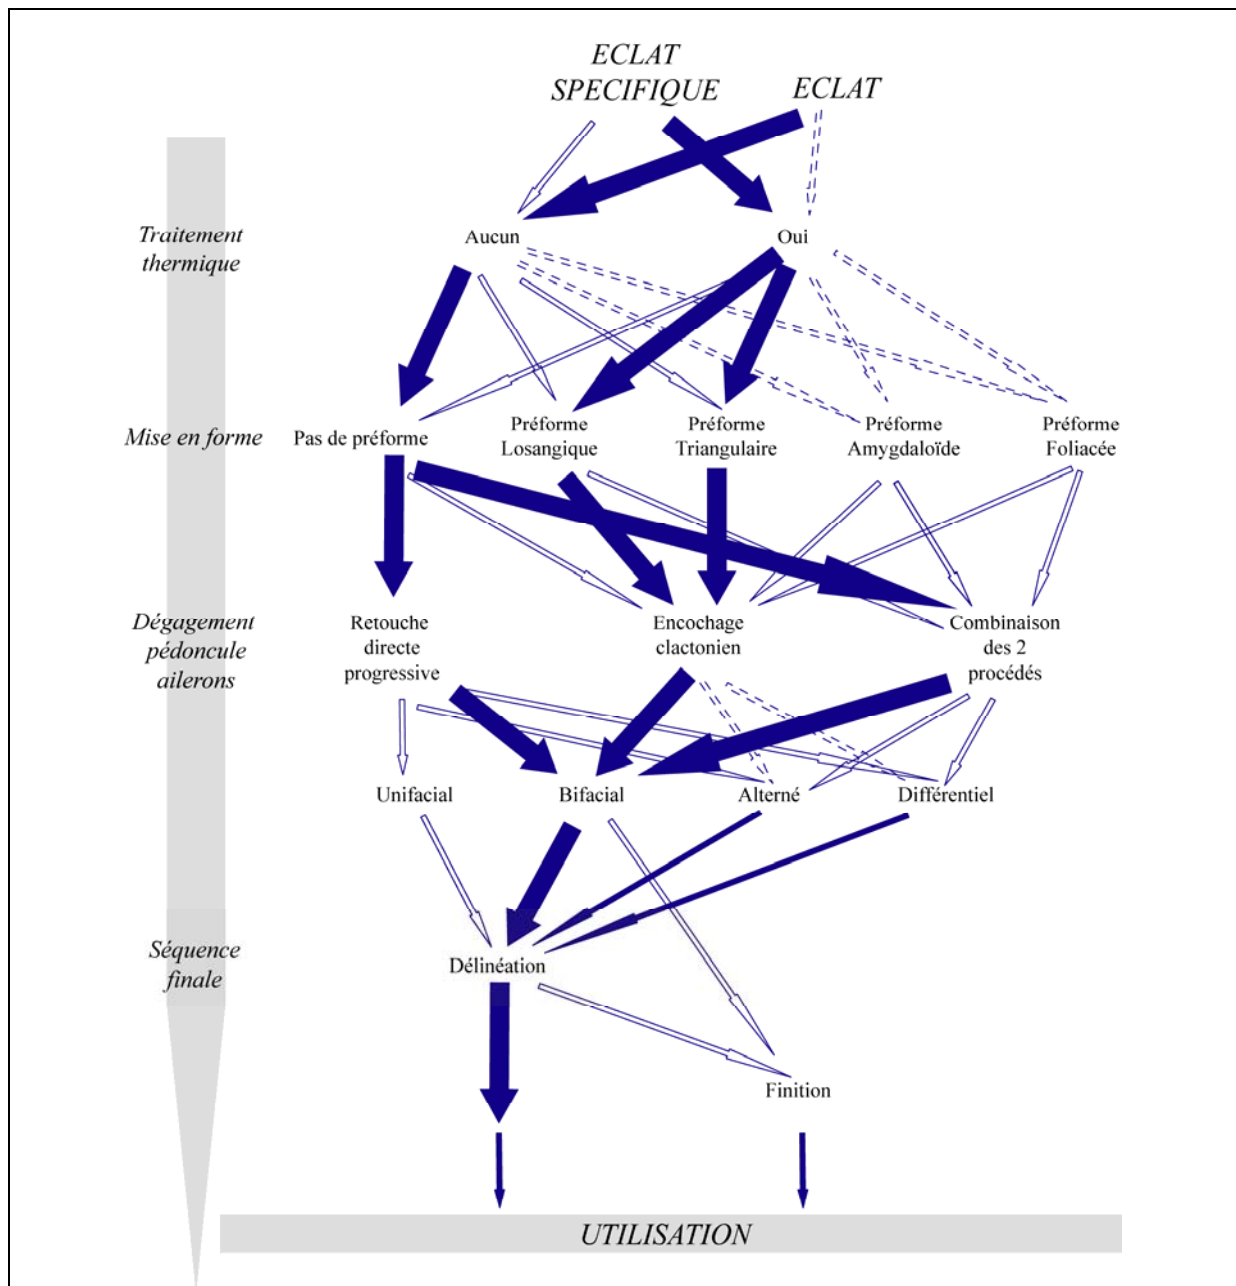 ECLAT
SPECIFIQUE
ECLAT
Traitement
thermique
Aucun
Oui
Mise en forme
Pas de préforme
Préforme
Losangique
Préforme
Triangulaire
Préforme
Amygdaloïde
Préforme
Foliacée
Dégagement
pédoncule
ailerons
Retouche
directe
progressive
Encochage
clactonien
Combinaison
des 2
procédés
Unifacial
Bifacial
Alterné
Différentiel
Séquence
finale
Délinéation
Finition
UTILISATION